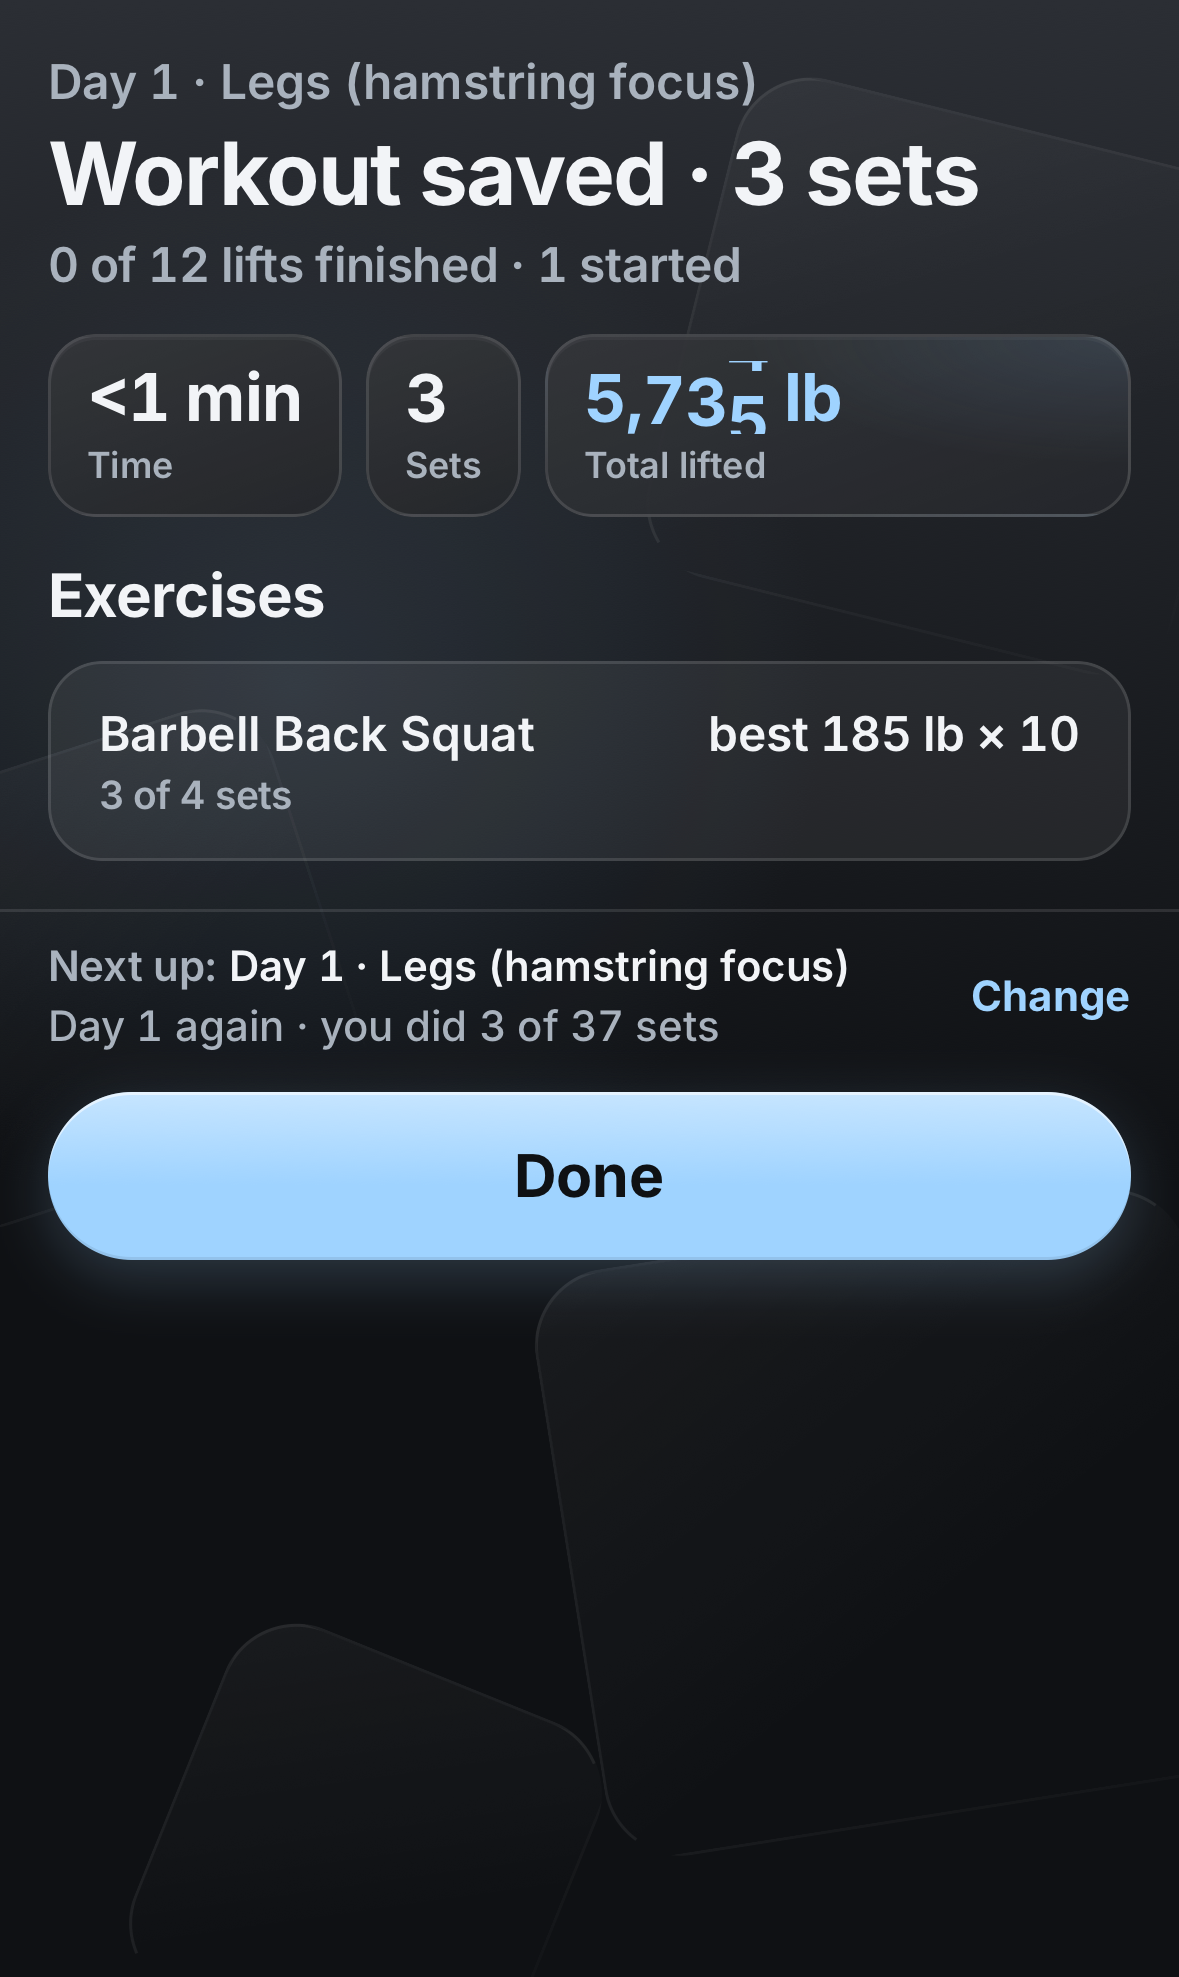 Day 1 · Legs (hamstring focus)
Workout saved · 3 sets
0 of 12 lifts finished · 1 started
<1 min
Time
3
Sets
5,735 lb
Total lifted
Exercises
Barbell Back Squat
best 185 lb × 10
3 of 4 sets
Next up: Day 1 · Legs (hamstring focus)
Day 1 again · you did 3 of 37 sets
Change
Done